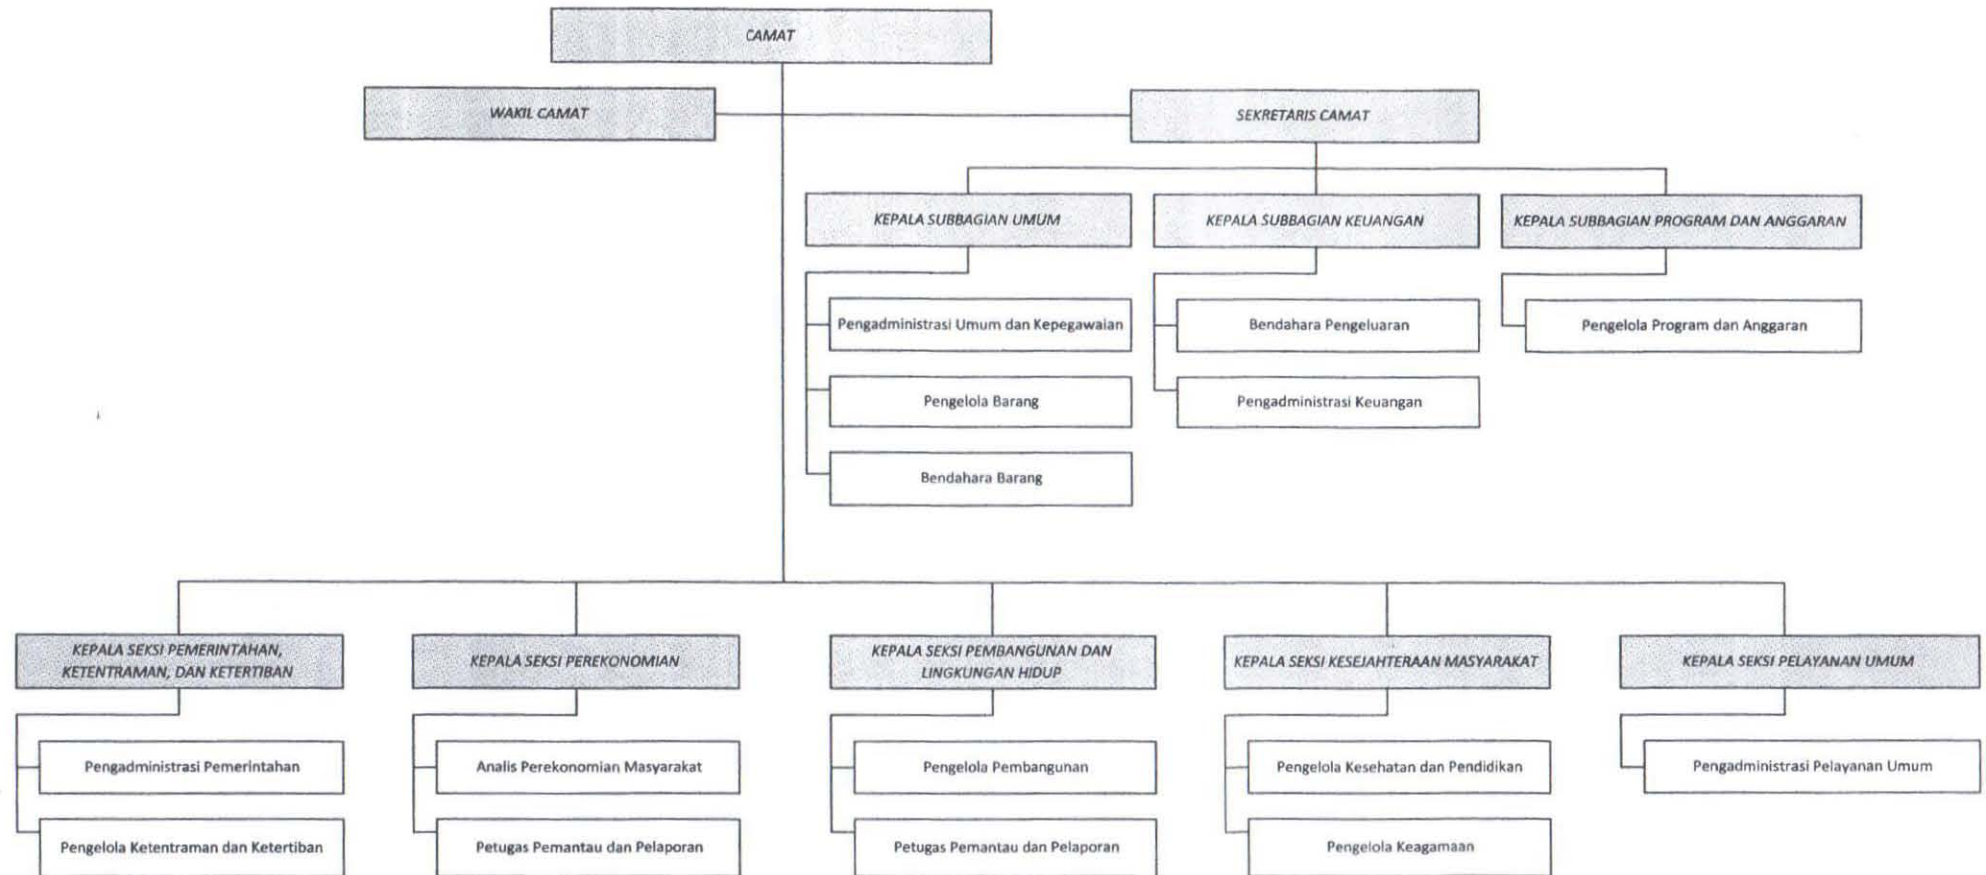 CAMAT
WAKIL CAMAT
SEKRETARIS CAMAT
KEPALA SUBBAGIAN UMUM
KEPALA SUBBAGIAN KEUANGAN
KEPALA SUBBAGIAN PROGRAM DAN ANGGARAN
Pengadministrasi Umum dan Kepegawaian
Bendahara Pengeluaran
Pengelola Program dan Anggaran
Pengelola Barang
Pengadministrasi Keuangan
Bendahara Barang
KEPALA SEKSI PEMERINTAHAN,
KETENTRAMAN, DAN KETERTIBAN
KEPALA SEKSI PEREKONOMIAN
KEPALA SEKSI PEMBANGUNAN DAN
LINGKUNGAN HIDUP
KEPALA SEKSI KESEJAHTERAAN MASYARAKAT
KEPALA SEKSI PELAYANAN UMUM
Pengadministrasi Pemerintahan
Analis Perekonomian Masyarakat
Pengelola Pembangunan
Pengelola Kesehatan dan Pendidikan
Pengadministrasi Pelayanan Umum
Pengelola Ketentraman dan Ketertiban
Petugas Pemantau dan Pelaporan
Petugas Pemantau dan Pelaporan
Pengelola Keagamaan